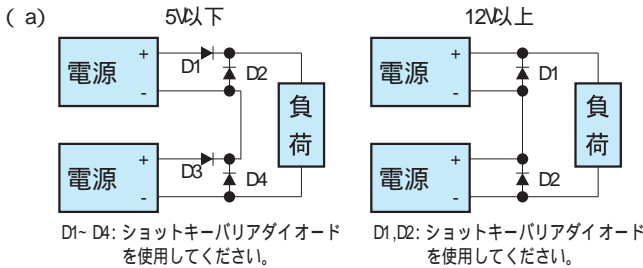 (a) 5V以下 12V以上
電源 + - D1 D2 負荷
電源 + - D3 D4
電源 + - D1 負荷
電源 + - D2
D1~D4:ショットキーバリアダイオード
を使用してください。
D1,D2:ショットキーバリアダイオード
を使用してください。